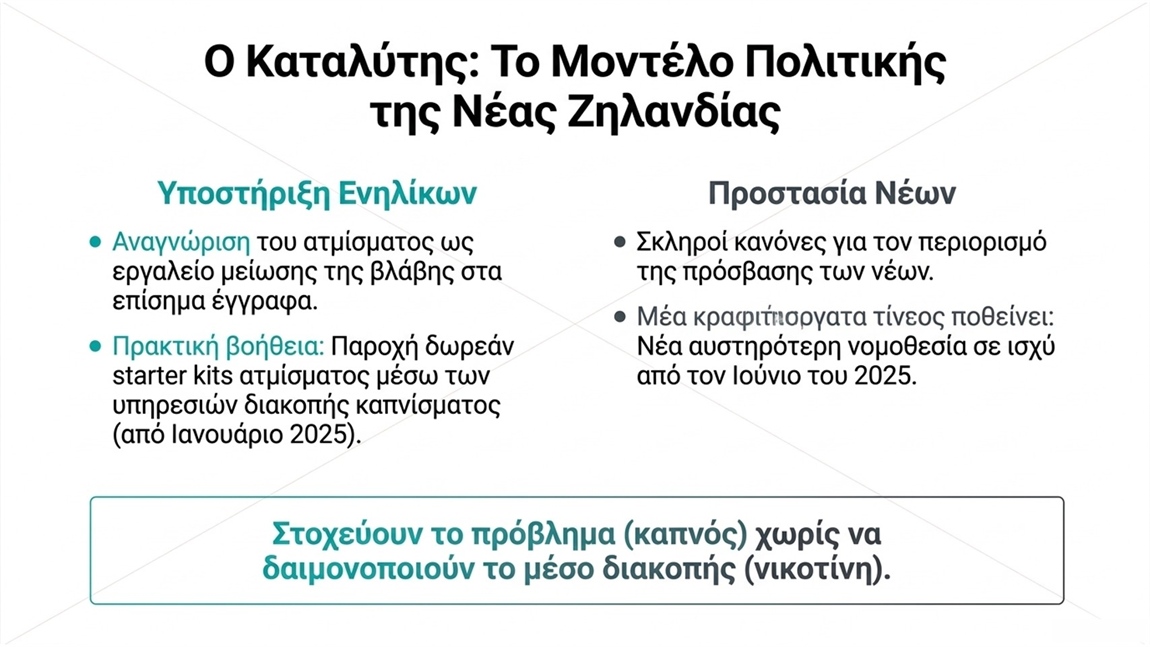 Ο Καταλύτης: Το Μοντέλο Πολιτικής
της Νέας Ζηλανδίας
Υποστήριξη Ενηλίκων
Αναγνώριση του ατμίσματος ως
εργαλείο μείωσης της βλάβης στα
επίσημα έγγραφα.
Πρακτική βοήθεια: Παροχή δωρεάν
starter kits ατμίσματος μέσω των
υπηρεσιών διακοπής καπνίσματος
(από Ιανουάριο 2025).
Προστασία Νέων
Σκληροί κανόνες για τον περιορισμό
της πρόσβασης των νέων.
Μέα τίνεος ποθείνει:
Νέα αυστηρότερη νομοθεσία σε ισχύ
από τον Ιούνιο του 2025.
Στοχεύουν το πρόβλημα (καπνός) χωρίς να
δαιμονοποιούν το μέσο διακοπής (νικοτίνη).